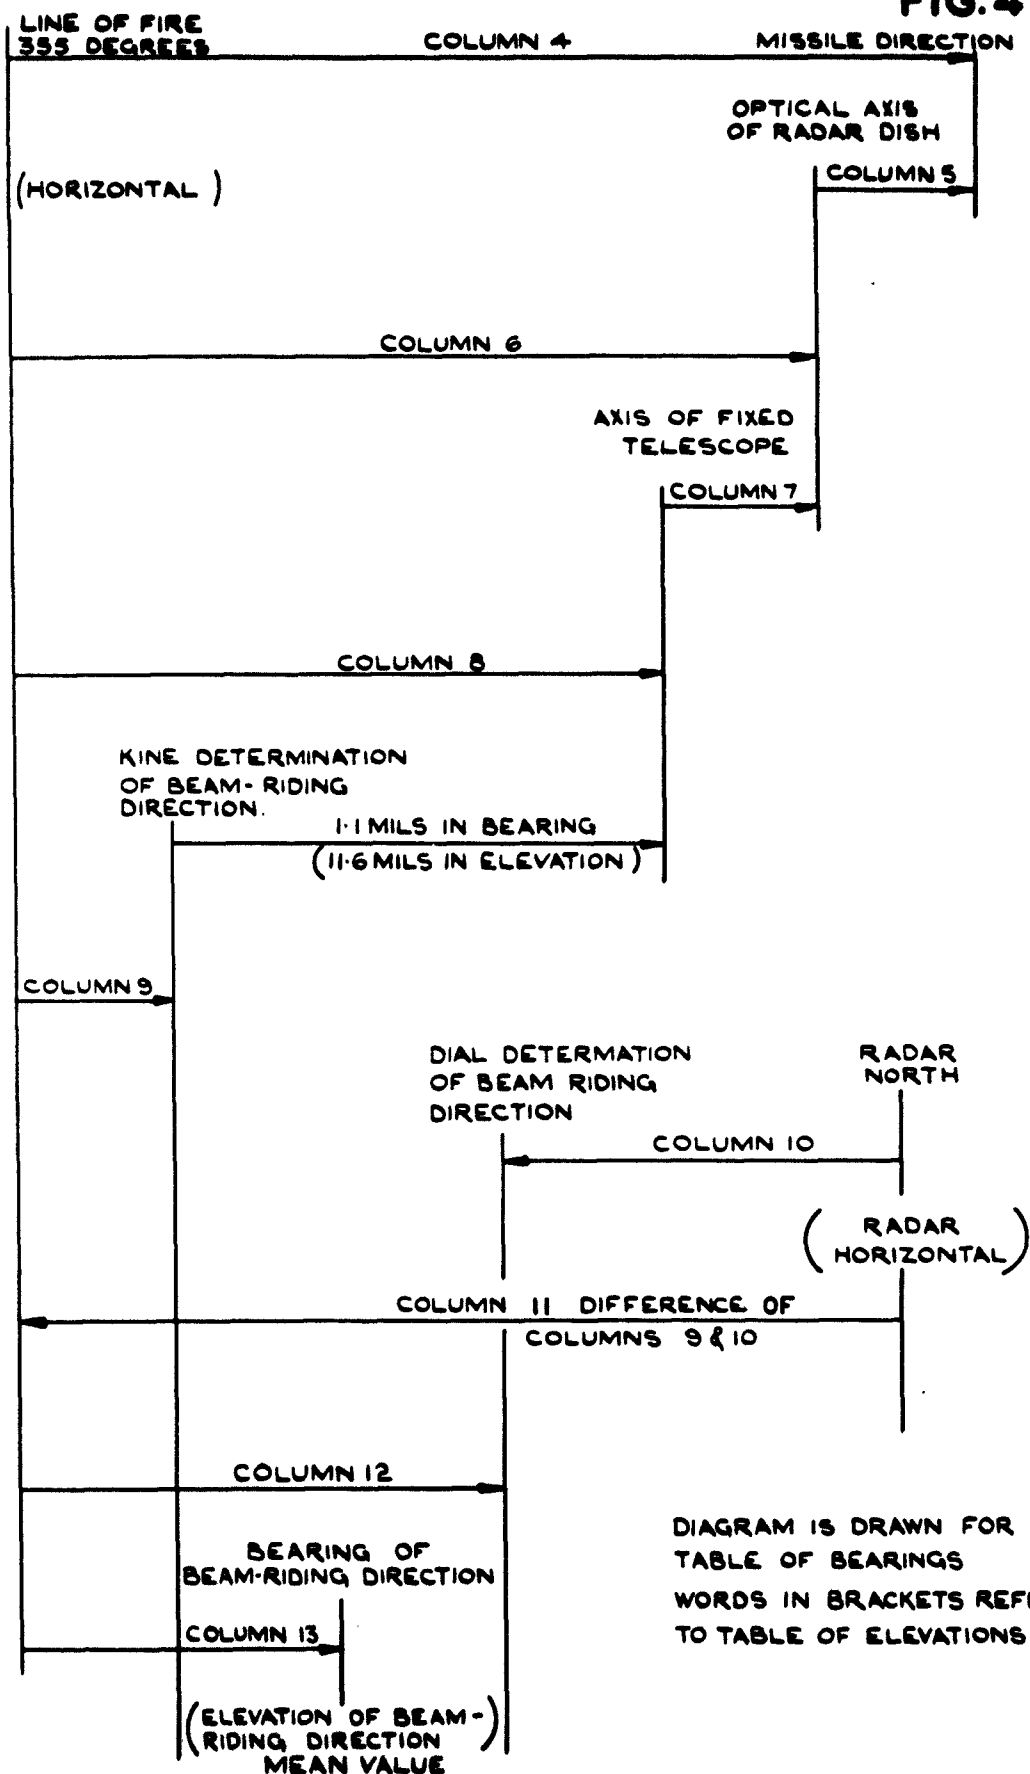 FIG. 4
LINE OF FIRE
355 DEGREES
COLUMN 4
MISSILE DIRECTION
OPTICAL AXIS
OF RADAR DISH
(HORIZONTAL)
COLUMN 5
COLUMN 6
AXIS OF FIXED
TELESCOPE
COLUMN 7
COLUMN 8
KINE DETERMINATION
OF BEAM-RIDING
DIRECTION.
1·1 MILS IN BEARING
(11·6 MILS IN ELEVATION)
COLUMN 9
DIAL DETERMATION
OF BEAM RIDING
DIRECTION
RADAR
NORTH
COLUMN 10
(RADAR
HORIZONTAL)
COLUMN 11 DIFFERENCE OF
COLUMNS 9 & 10
COLUMN 12
BEARING OF
BEAM-RIDING DIRECTION
COLUMN 13
(ELEVATION OF BEAM-
RIDING DIRECTION)
MEAN VALUE
DIAGRAM IS DRAWN FOR
TABLE OF BEARINGS
WORDS IN BRACKETS
TO TABLE OF ELEVATIONS